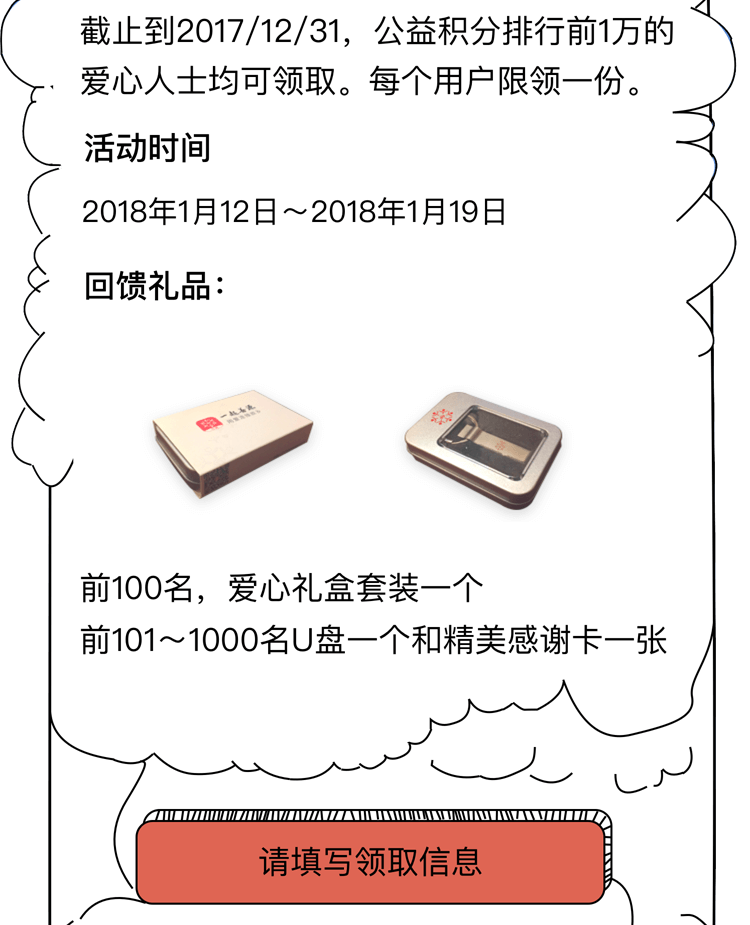 截止到2017/12/31，公益积分排行前1万的
爱心人士均可领取。每个用户限领一份。
活动时间
2018年1月12日～2018年1月19日
回馈礼品：
前100名，爱心礼盒套装一个
前101～1000名U盘一个和精美感谢卡一张
请填写领取信息